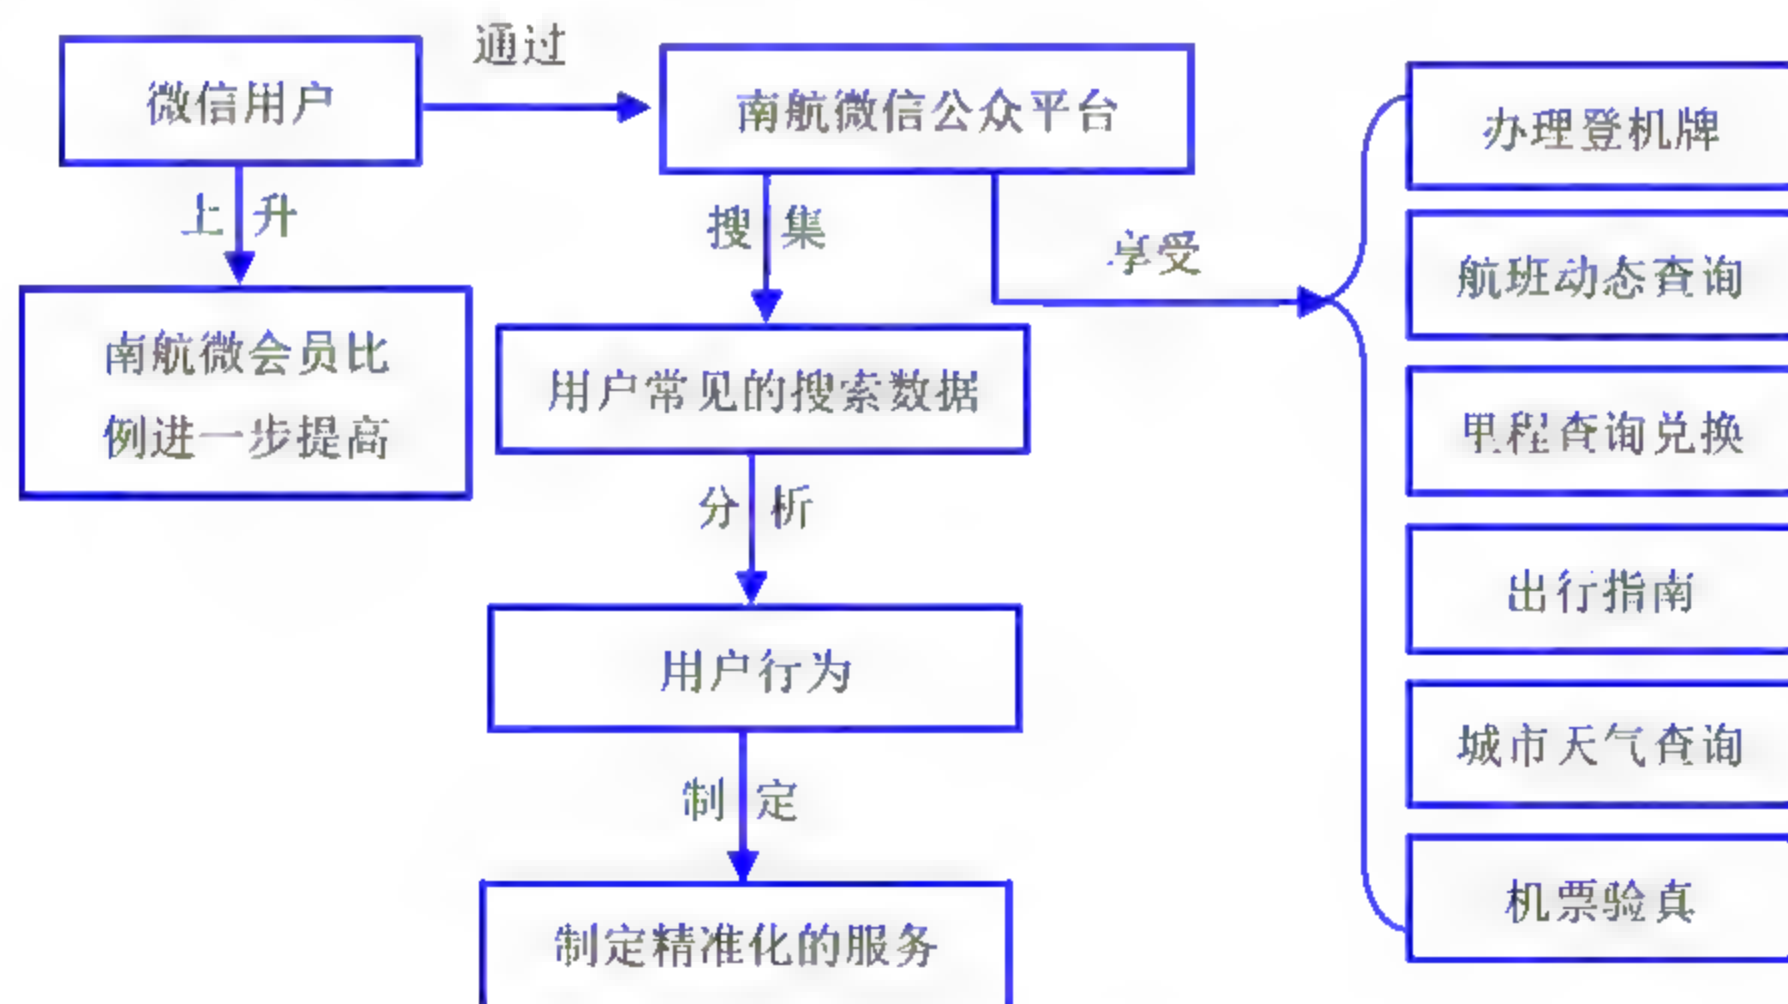 微信用户
通过
南航微信公众平台
上升
南航微会员比
例进一步提高
搜集
享受
用户常见的搜索数据
分析
用户行为
制定
制定精准化的服务
办理登机牌
航班动态查询
里程查询兑换
出行指南
城市天气查询
机票验真